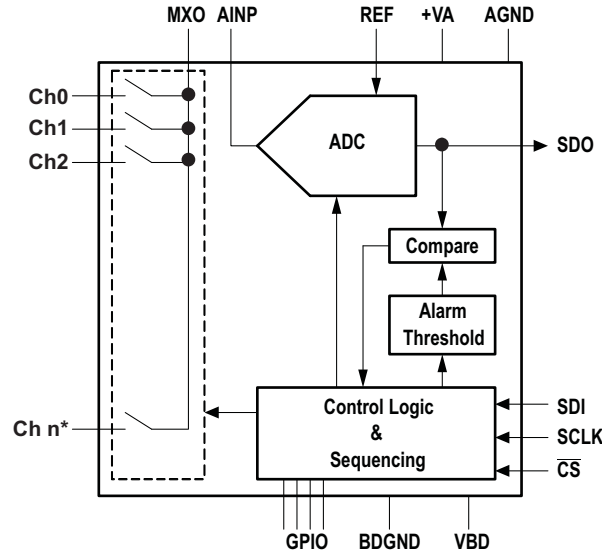 MXO AINP REF +VA AGND
Ch0
Ch1
Ch2
ADC
SDO
Compare
Alarm
Threshold
Ch n*
Control Logic
&
Sequencing
SDI
SCLK
CS
GPIO BDGND VBD